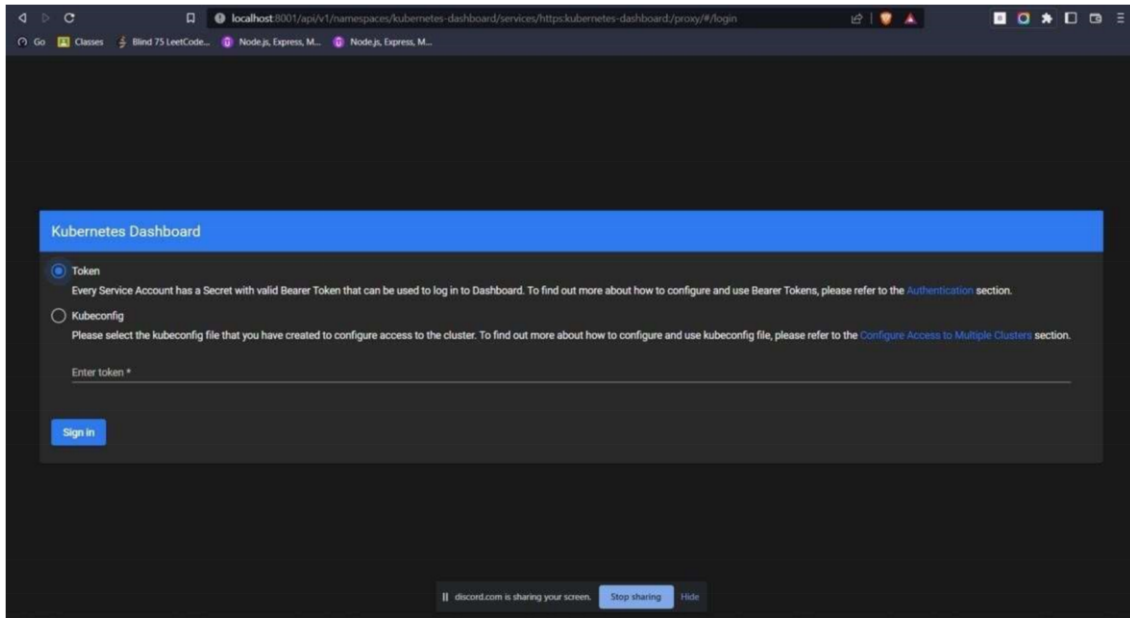 localhost:8001/api/v1/namespaces/kubernetes-dashboard/services/https:kubernetes-dashboard:/proxy/#/login
Go Classes Blind 75 LeetCode... Node.js, Express, M... Node.js, Express, M...
Kubernetes Dashboard
Token
Every Service Account has a Secret with valid Bearer Token that can be used to log in to Dashboard. To find out more about how to configure and use Bearer Tokens, please refer to the Authentication section.
Kubeconfig
Please select the kubeconfig file that you have created to configure access to the cluster. To find out more about how to configure and use kubeconfig file, please refer to the Configure Access to Multiple Clusters section.
Enter token *
Sign in
discord.com is sharing your screen. Stop sharing Hide